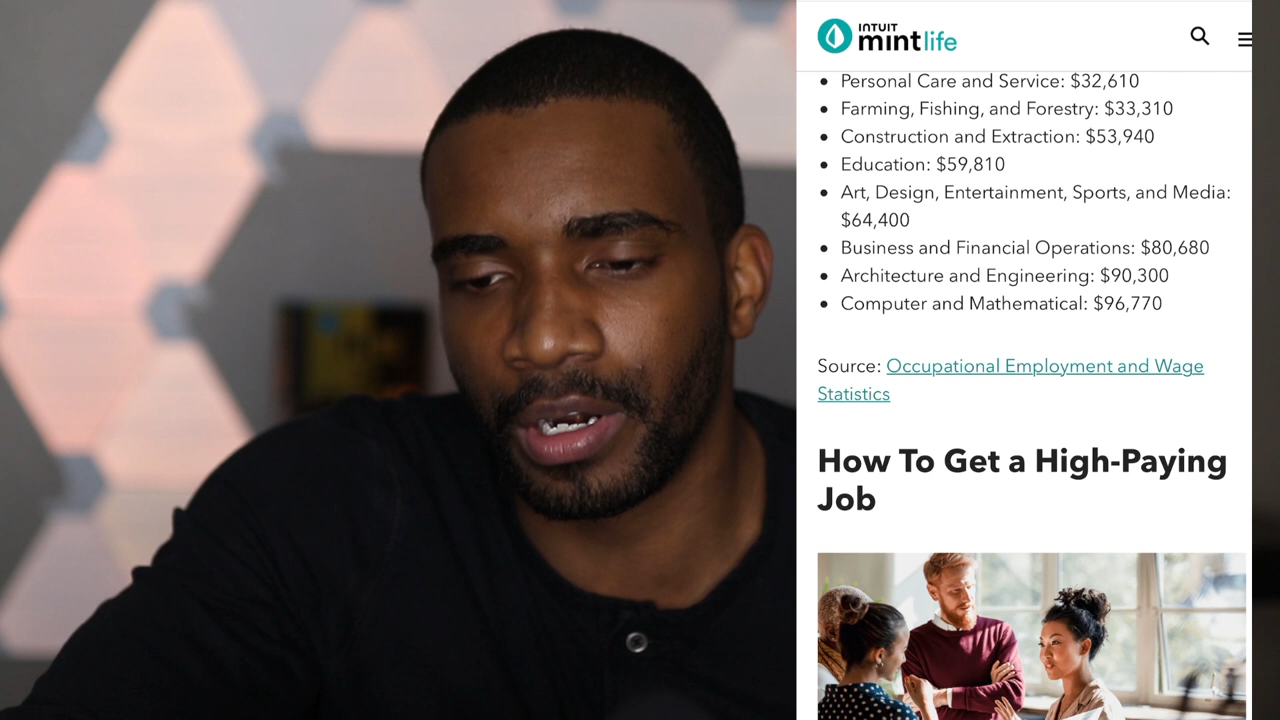 INTUIT
mintlife
Personal Care and Service: $32,610
Farming, Fishing, and Forestry: $33,310
Construction and Extraction: $53,940
Education: $59,810
Art, Design, Entertainment, Sports, and Media:
$64,400
Business and Financial Operations: $80,680
Architecture and Engineering: $90,300
Computer and Mathematical: $96,770
Source: Occupational Employment and Wage
Statistics
How To Get a High-Paying
Job